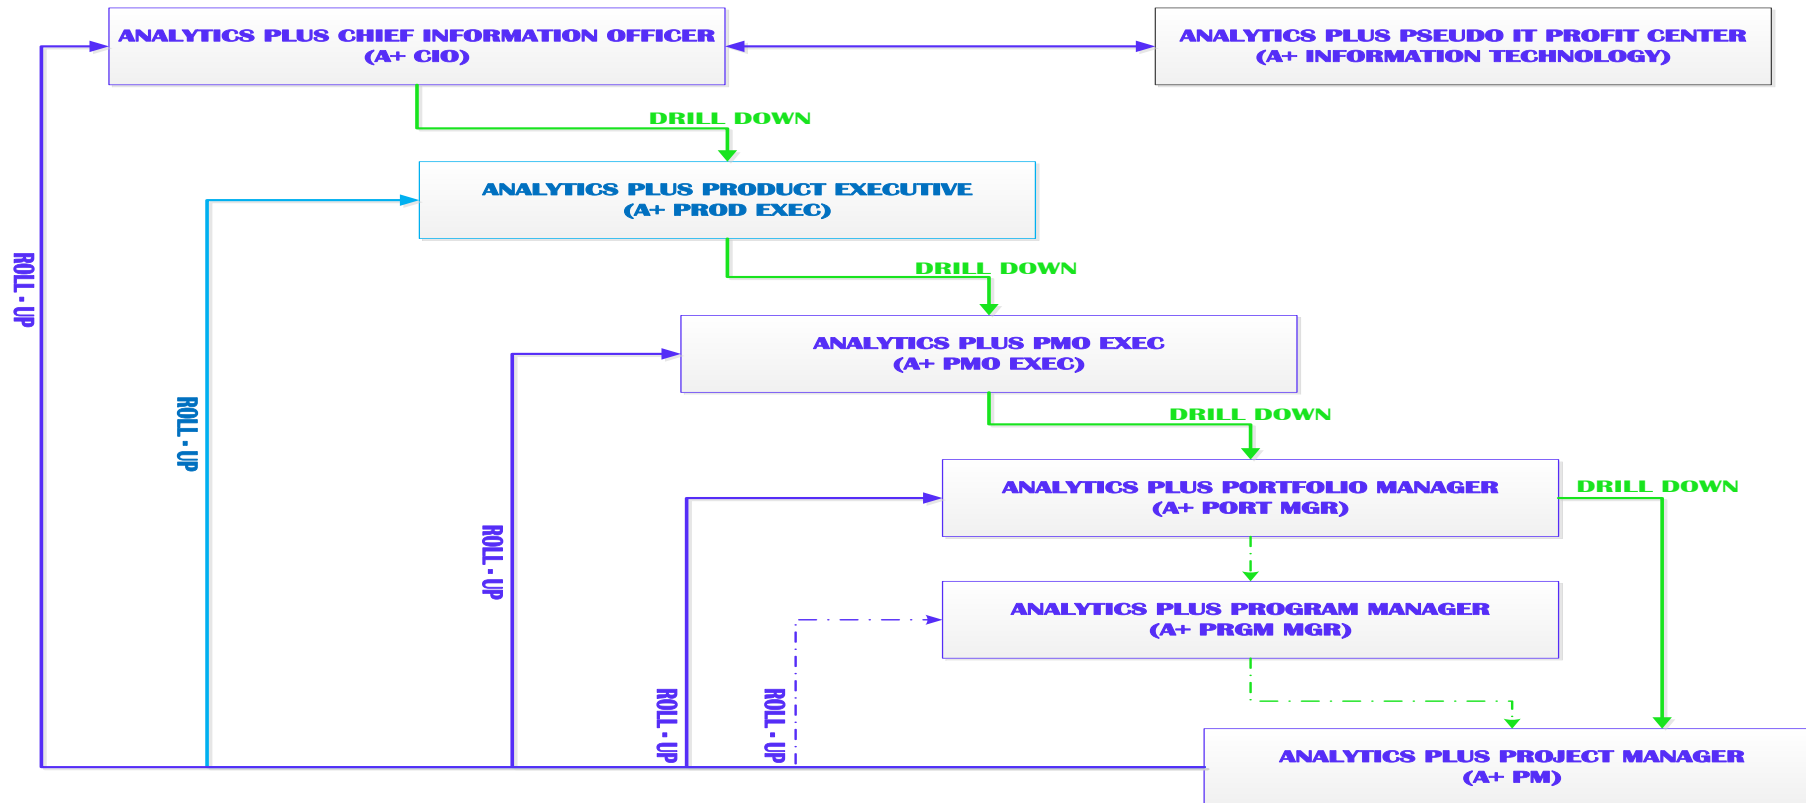 ANALYTICS PLUS CHIEF INFORMATION OFFICER
(A+ CIO)
ANALYTICS PLUS PSEUDO IT PROFIT CENTER
(A+ INFORMATION TECHNOLOGY)
DRILL DOWN
ANALYTICS PLUS PRODUCT EXECUTIVE
(A+ PROD EXEC)
ROLL - UP
DRILL DOWN
ANALYTICS PLUS PMO EXEC
(A+ PMO EXEC)
ROLL - UP
DRILL DOWN
ANALYTICS PLUS PORTFOLIO MANAGER
(A+ PORT MGR)
DRILL DOWN
ROLL - UP
ANALYTICS PLUS PROGRAM MANAGER
(A+ PRGM MGR)
ROLL - UP
ROLL - UP
ANALYTICS PLUS PROJECT MANAGER
(A+ PM)